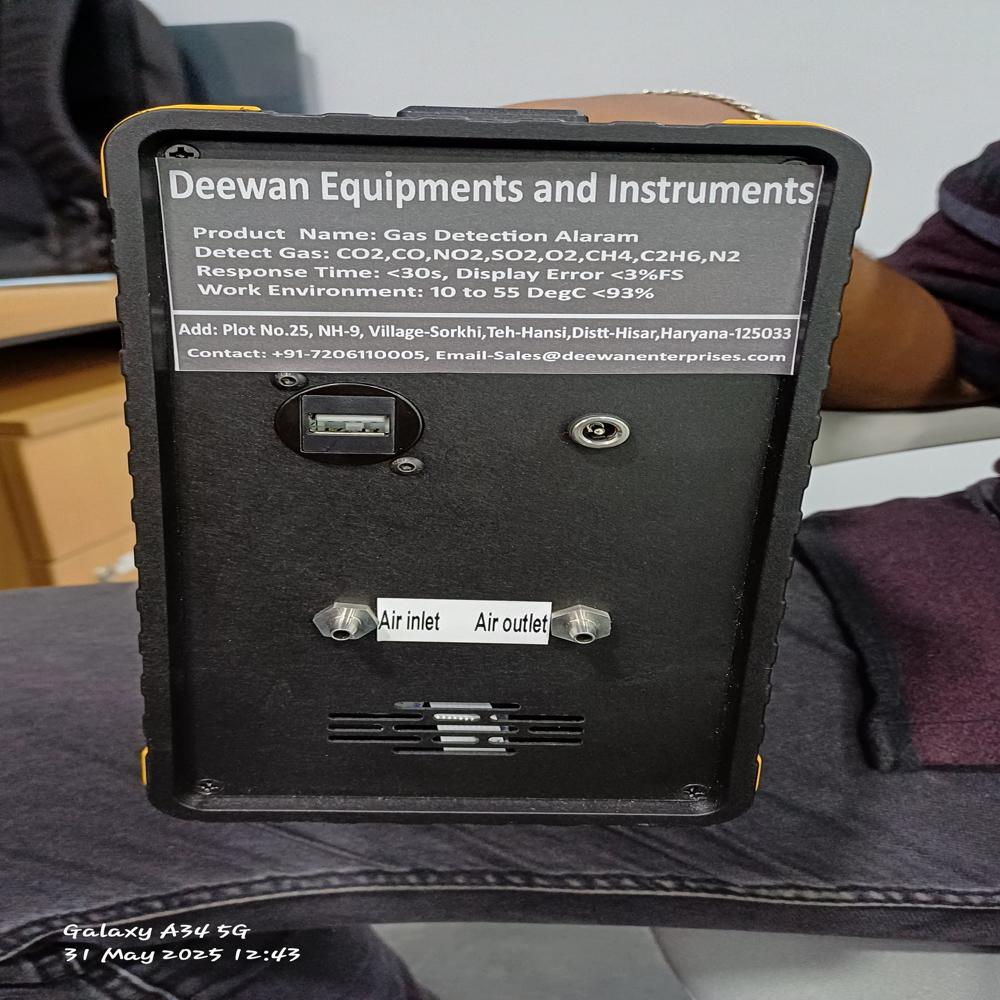 Deewan Equipments and Instruments
Product Name: Gas Detection Alaram
Detect Gas: CO2,CO,NO2,SO2,O2,CH4,C2H6,N2
Response Time: <30s, Display Error <3%FS
Work Environment: 10 to 55 DegC <93%
Add: Plot No.25, NH-9, Village-Sorkhi,Teh-Hansi,Distt-Hisar,Haryana-125033
Contact: +91-7206110005, Email-Sales@deewanenterprises.com
Air inlet Air outlet
Galaxy A34 5G
31 May 2025 12:43